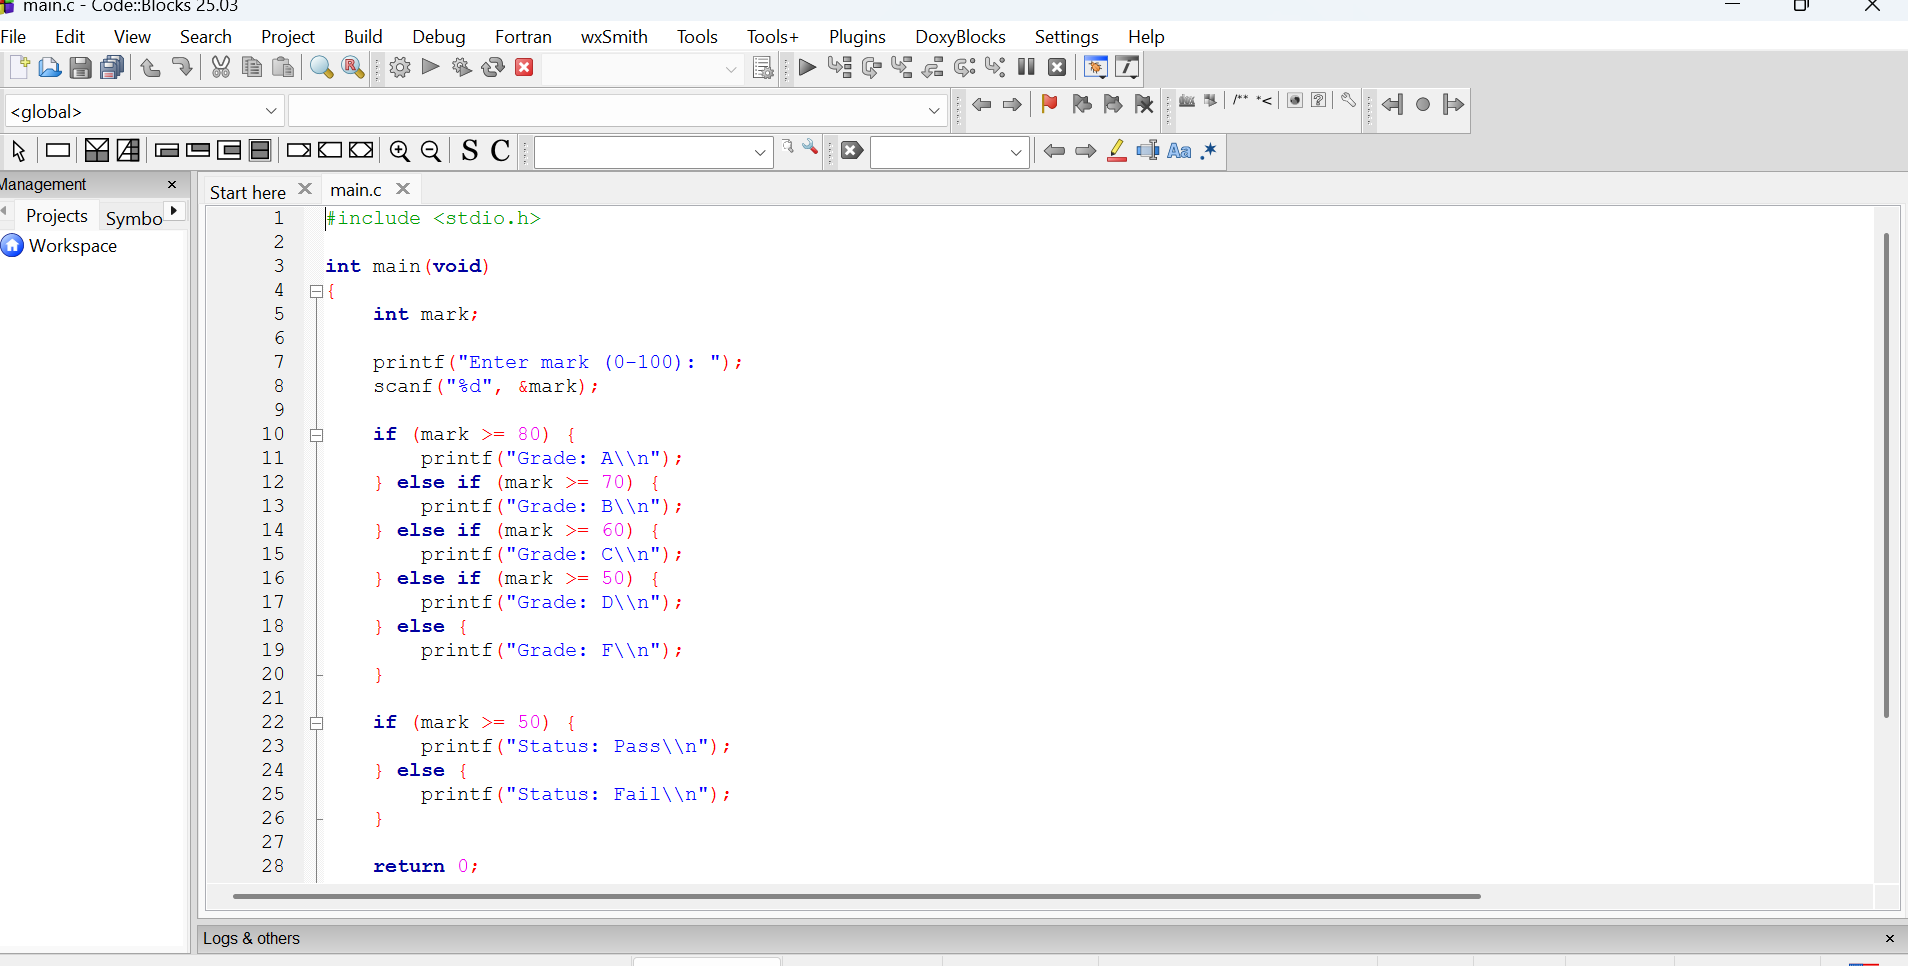 main.c - Code::Blocks 25.03
File Edit View Search Project Build Debug Fortran wxSmith Tools Tools+ Plugins DoxyBlocks Settings Help
<global>
/** *<
S C
Aa .*
Management
Start here main.c
Projects Symbo
Workspace
1 #include <stdio.h>
2
3 int main(void)
4 {
5     int mark;
6
7     printf("Enter mark (0-100): ");
8     scanf("%d", &mark);
9
10     if (mark >= 80) {
11         printf("Grade: A\\n");
12     } else if (mark >= 70) {
13         printf("Grade: B\\n");
14     } else if (mark >= 60) {
15         printf("Grade: C\\n");
16     } else if (mark >= 50) {
17         printf("Grade: D\\n");
18     } else {
19         printf("Grade: F\\n");
20     }
21
22     if (mark >= 50) {
23         printf("Status: Pass\\n");
24     } else {
25         printf("Status: Fail\\n");
26     }
27
28     return 0;
Logs & others